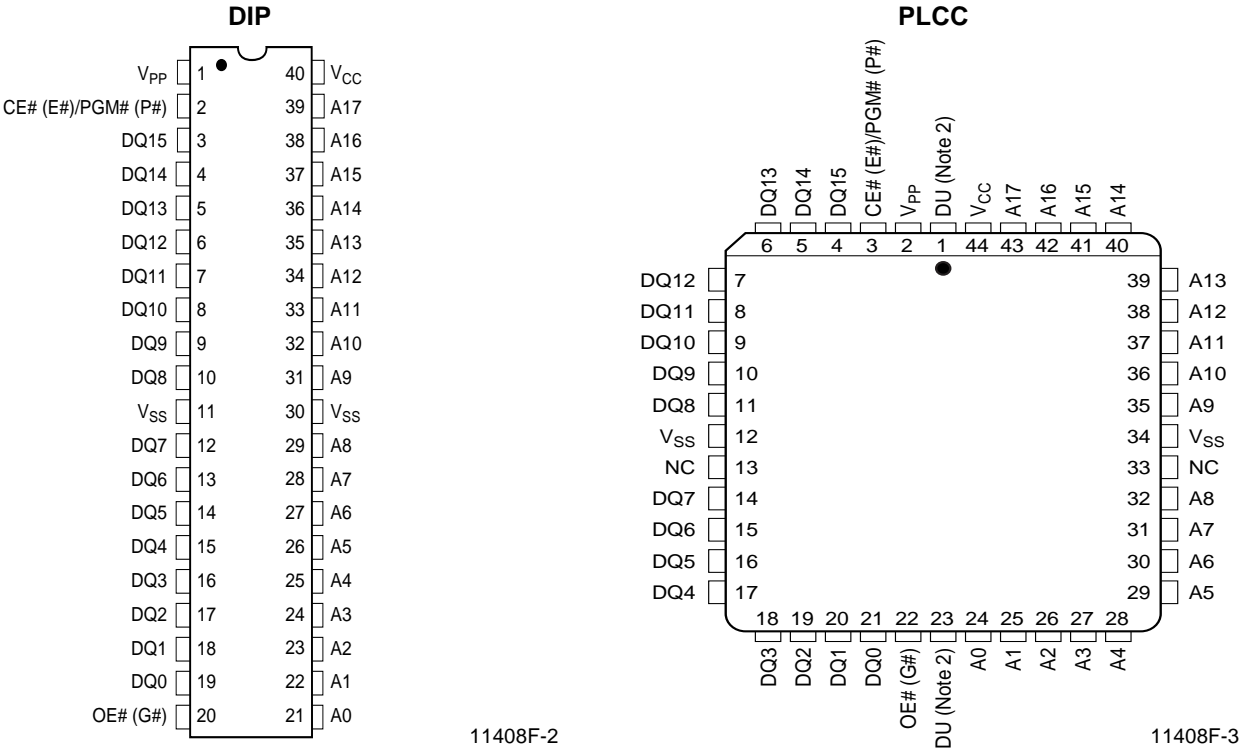 DIP
VPP 1 40 VCC
CE# (E#)/PGM# (P#) 2 39 A17
DQ15 3 38 A16
DQ14 4 37 A15
DQ13 5 36 A14
DQ12 6 35 A13
DQ11 7 34 A12
DQ10 8 33 A11
DQ9 9 32 A10
DQ8 10 31 A9
VSS 11 30 VSS
DQ7 12 29 A8
DQ6 13 28 A7
DQ5 14 27 A6
DQ4 15 26 A5
DQ3 16 25 A4
DQ2 17 24 A3
DQ1 18 23 A2
DQ0 19 22 A1
OE# (G#) 20 21 A0
11408F-2
PLCC
DQ13 DQ14 DQ15 CE# (E#)/PGM# (P#) VPP DU (Note 2) VCC A17 A16 A15 A14
6 5 4 3 2 1 44 43 42 41 40
DQ12 7 39 A13
DQ11 8 38 A12
DQ10 9 37 A11
DQ9 10 36 A10
DQ8 11 35 A9
VSS 12 34 VSS
NC 13 33 NC
DQ7 14 32 A8
DQ6 15 31 A7
DQ5 16 30 A6
DQ4 17 29 A5
18 19 20 21 22 23 24 25 26 27 28
DQ3 DQ2 DQ1 DQ0 OE# (G#) DU (Note 2) A0 A1 A2 A3 A4
11408F-3